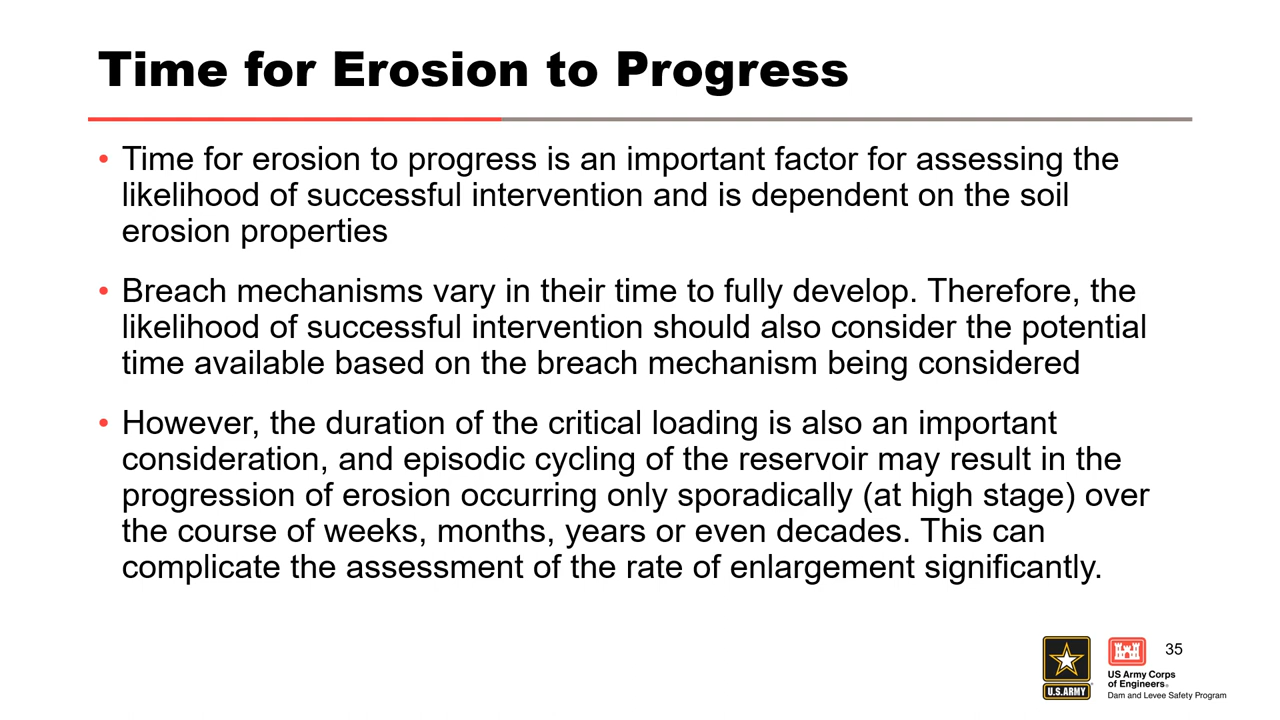 Time for Erosion to Progress
• Time for erosion to progress is an important factor for assessing the
likelihood of successful intervention and is dependent on the soil
erosion properties
• Breach mechanisms vary in their time to fully develop. Therefore, the
likelihood of successful intervention should also consider the potential
time available based on the breach mechanism being considered
• However, the duration of the critical loading is also an important
consideration, and episodic cycling of the reservoir may result in the
progression of erosion occurring only sporadically (at high stage) over
the course of weeks, months, years or even decades. This can
complicate the assessment of the rate of enlargement significantly.
35
U.S.ARMY
US Army Corps
of Engineers®
Dam and Levee Safety Program